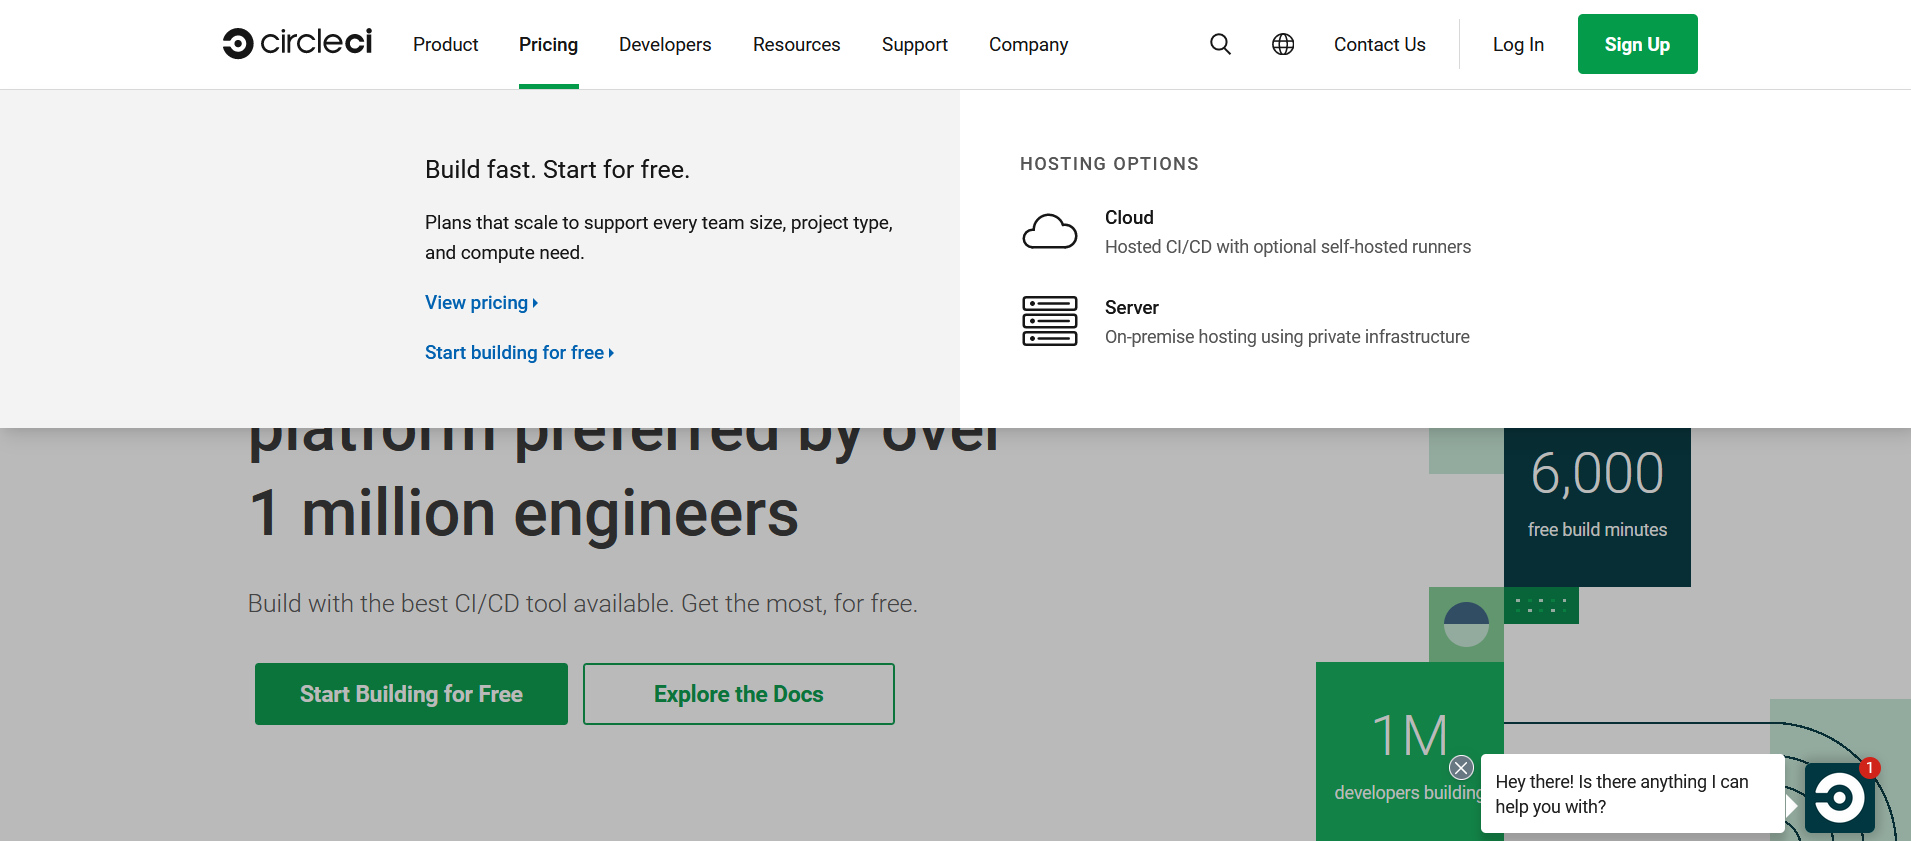 circleci
Product
Pricing
Developers
Resources
Support
Company
Contact Us
Log In
Sign Up
Build fast. Start for free.
Plans that scale to support every team size, project type,
and compute need.
View pricing
Start building for free
HOSTING OPTIONS
Cloud
Hosted CI/CD with optional self-hosted runners
Server
On-premise hosting using private infrastructure
platform preferred by over
1 million engineers
Build with the best CI/CD tool available. Get the most, for free.
Start Building for Free
Explore the Docs
6,000
free build minutes
1M
developers building
Hey there! Is there anything I can
help you with?
1